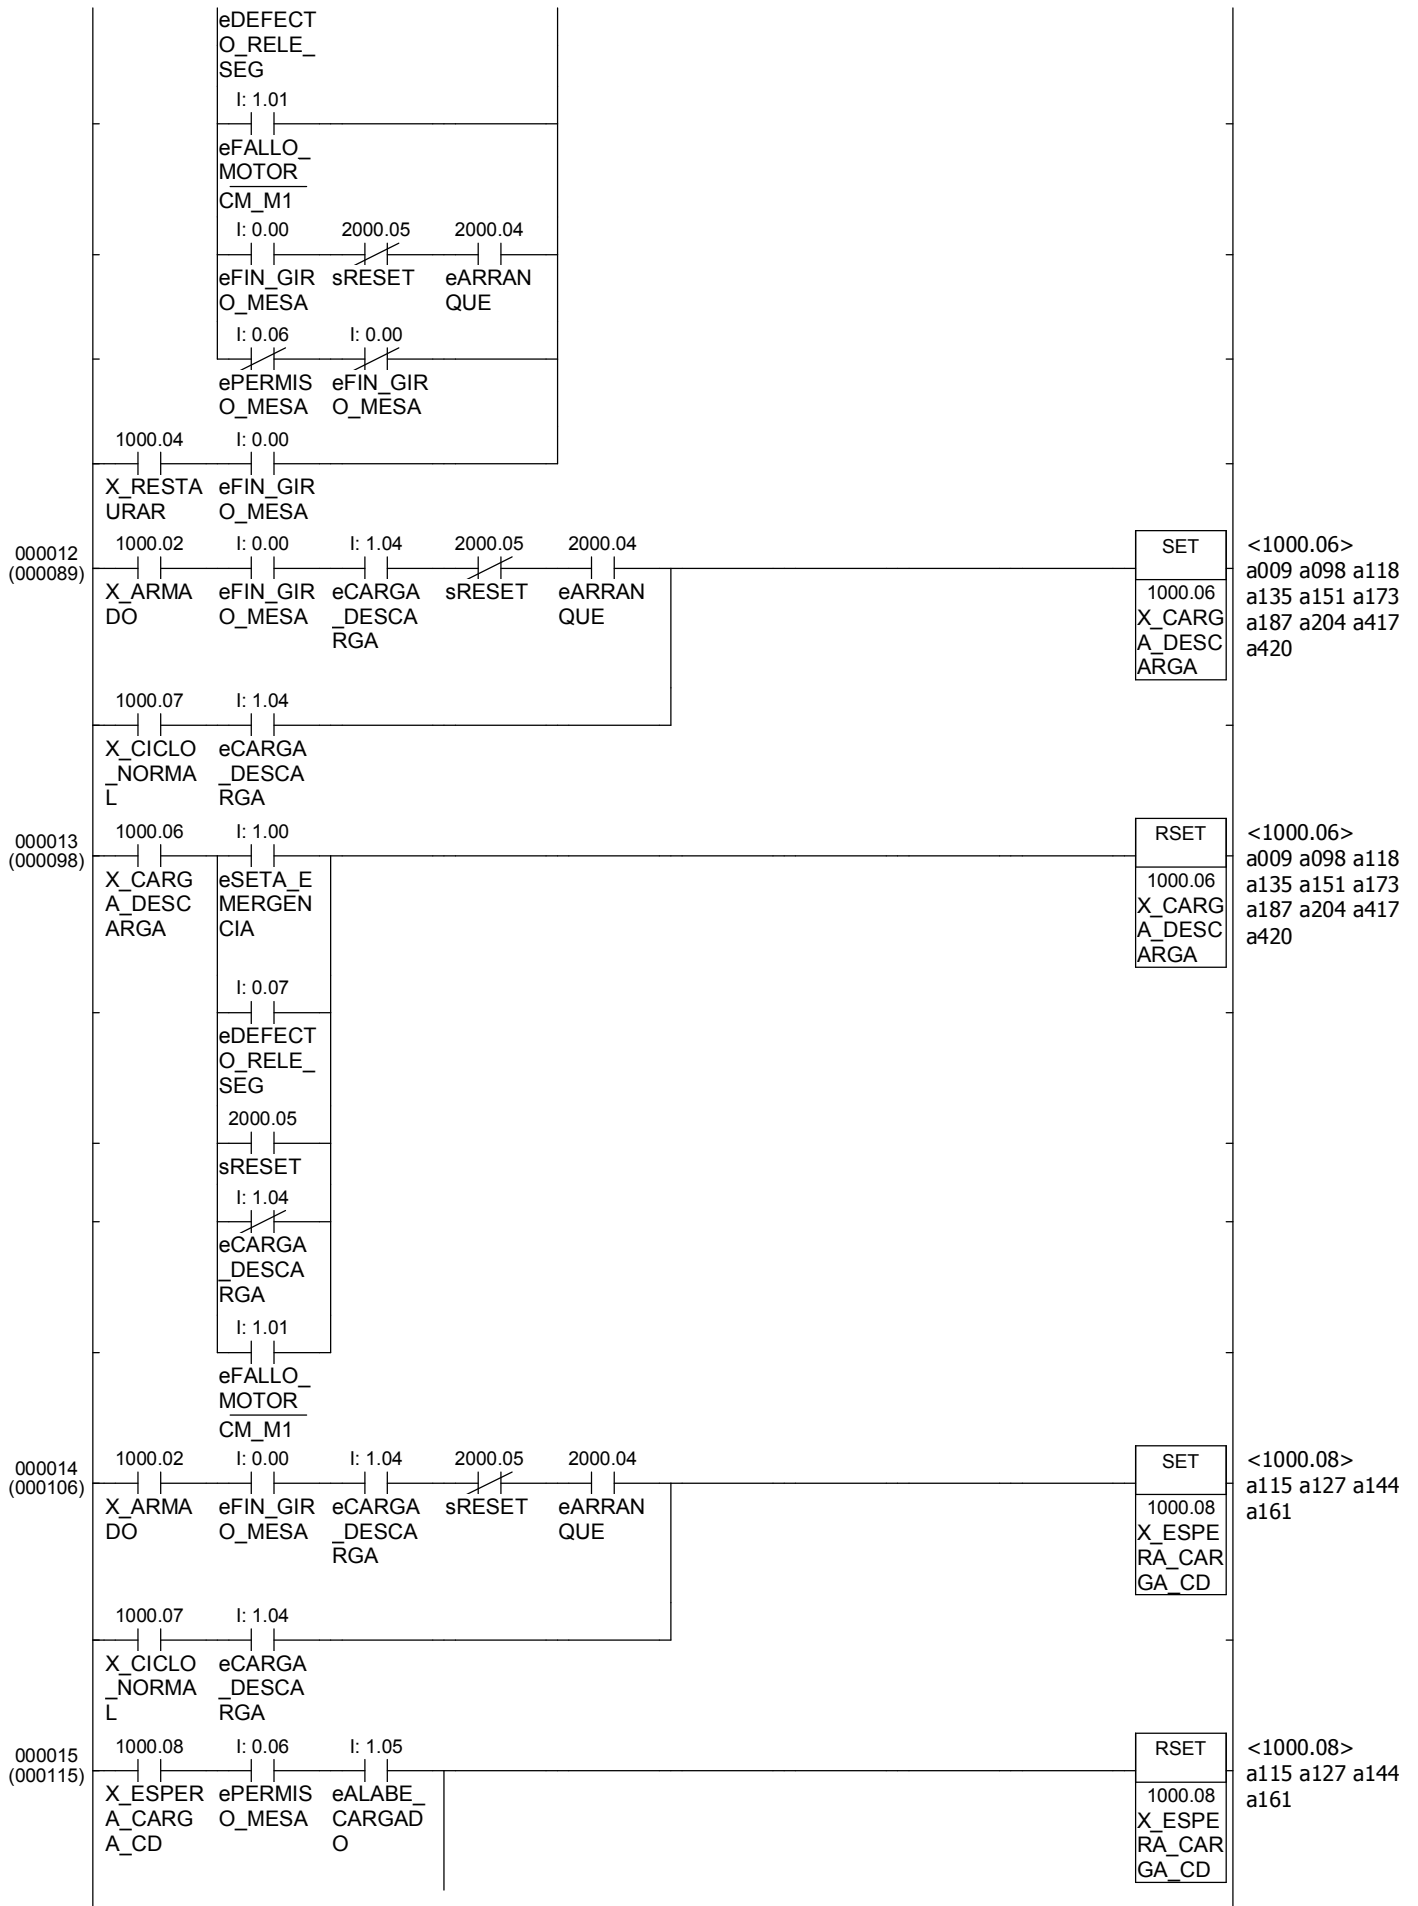 eDEFECT
O_RELE_
SEG
I: 1.01
eFALLO_
MOTOR
CM_M1
I: 0.00 2000.05 2000.04
eFIN_GIR sRESET eARRAN
O_MESA QUE
I: 0.06 I: 0.00
ePERMIS eFIN_GIR
O_MESA O_MESA
1000.04 I: 0.00
X_RESTA eFIN_GIR
URAR O_MESA
000012 1000.02 I: 0.00 I: 1.04 2000.05 2000.04 SET <1000.06>
(000089) a009 a098 a118
X_ARMA eFIN_GIR eCARGA sRESET eARRAN 1000.06 a135 a151 a173
DO O_MESA _DESCA QUE X_CARG a187 a204 a417
RGA A_DESC a420
ARGA
1000.07 I: 1.04
X_CICLO eCARGA
_NORMA _DESCA
L RGA
000013 1000.06 I: 1.00 RSET <1000.06>
(000098) a009 a098 a118
X_CARG eSETA_E 1000.06 a135 a151 a173
A_DESC MERGEN X_CARG a187 a204 a417
ARGA CIA A_DESC a420
ARGA
I: 0.07
eDEFECT
O_RELE_
SEG
2000.05
sRESET
I: 1.04
eCARGA
_DESCA
RGA
I: 1.01
eFALLO_
MOTOR
CM_M1
000014 1000.02 I: 0.00 I: 1.04 2000.05 2000.04 SET <1000.08>
(000106) a115 a127 a144
X_ARMA eFIN_GIR eCARGA sRESET eARRAN 1000.08 a161
DO O_MESA _DESCA QUE X_ESPE
RGA RA_CAR
GA_CD
1000.07 I: 1.04
X_CICLO eCARGA
_NORMA _DESCA
L RGA
000015 1000.08 I: 0.06 I: 1.05 RSET <1000.08>
(000115) a115 a127 a144
X_ESPER ePERMIS eALABE_ 1000.08 a161
A_CARG O_MESA CARGAD X_ESPE
A_CD O RA_CAR
GA_CD